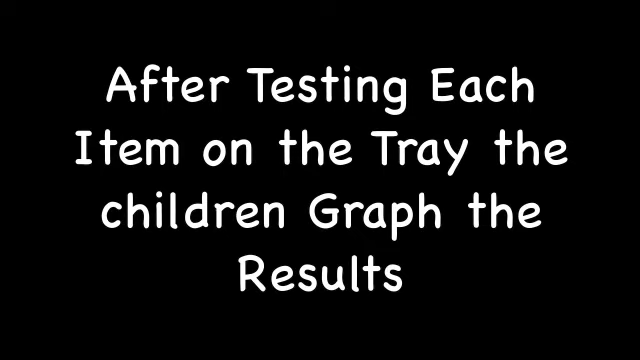 After Testing Each
Item on the Tray the
children Graph the
Results